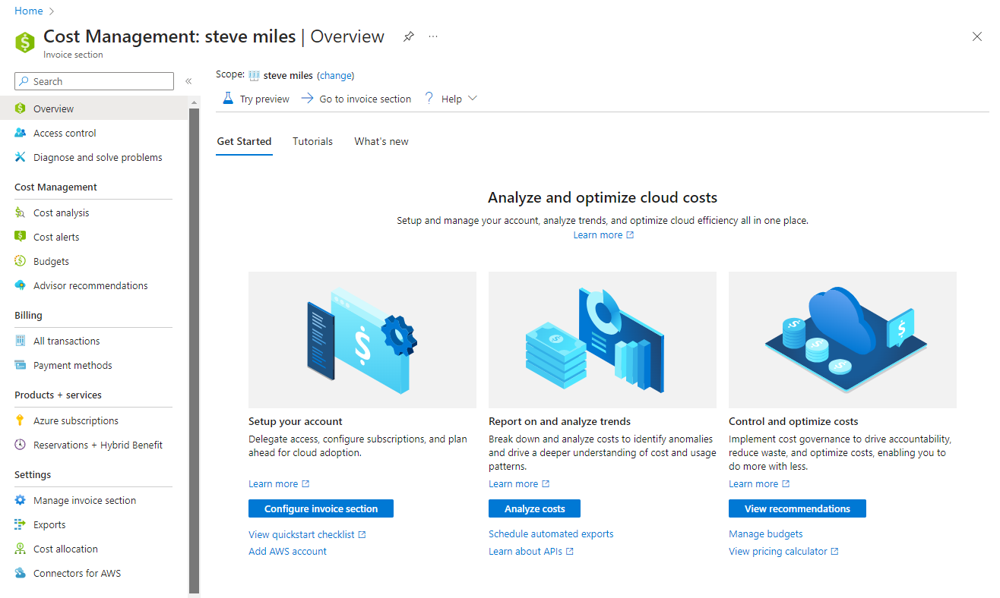 Home
Cost Management: steve miles | Overview
Invoice section
Search
Overview
Access control
Diagnose and solve problems
Cost Management
Cost analysis
Cost alerts
Budgets
Advisor recommendations
Billing
All transactions
Payment methods
Products + services
Azure subscriptions
Reservations + Hybrid Benefit
Settings
Manage invoice section
Exports
Cost allocation
Connectors for AWS
Scope: steve miles (change)
Try preview Go to invoice section ? Help
Get Started Tutorials What's new
Analyze and optimize cloud costs
Setup and manage your account, analyze trends, and optimize cloud efficiency all in one place.
Learn more
Setup your account
Delegate access, configure subscriptions, and plan
ahead for cloud adoption.
Learn more
Configure invoice section
View quickstart checklist
Add AWS account
Report on and analyze trends
Break down and analyze costs to identify anomalies
and drive a deeper understanding of cost and usage
patterns.
Learn more
Analyze costs
Schedule automated exports
Learn about APIs
Control and optimize costs
Implement cost governance to drive accountability,
reduce waste, and optimize costs, enabling you to
do more with less.
Learn more
View recommendations
Manage budgets
View pricing calculator